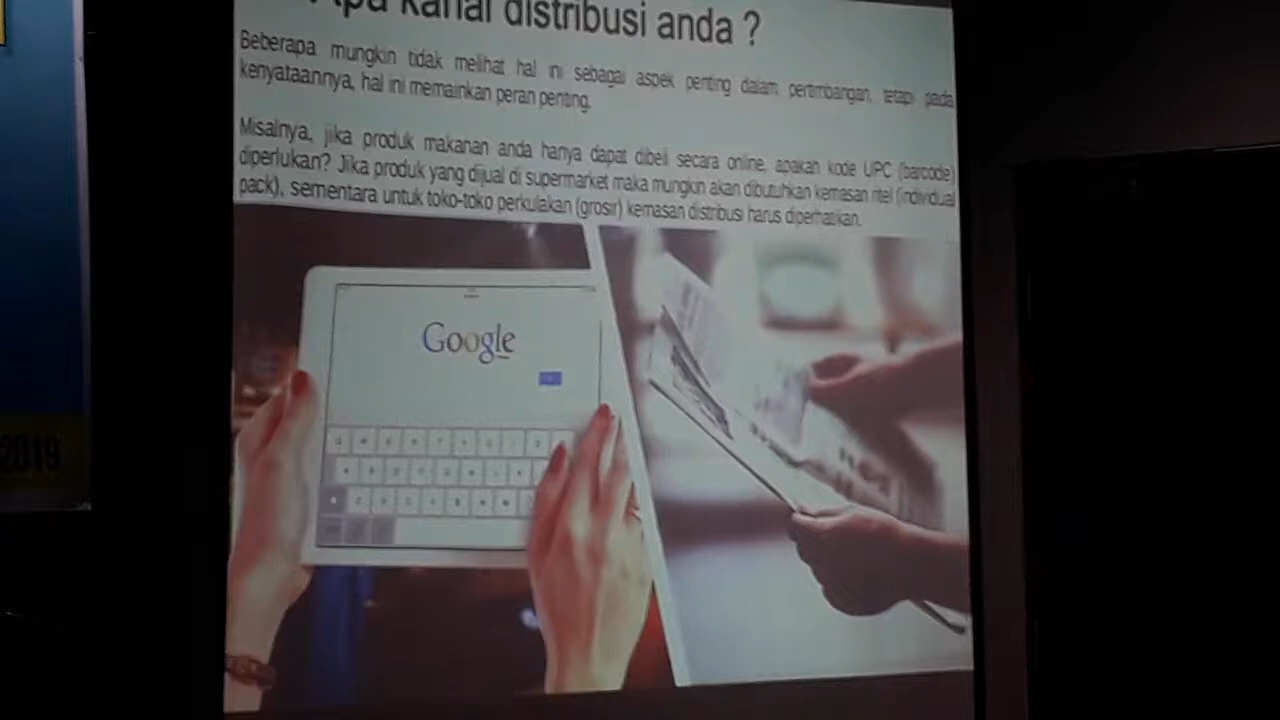 Apa kanal distribusi anda ?
Beberapa mungkin tidak melihat hal ini sebagai aspek penting dalam pertimbangan, tetapi pada
kenyataannya, hal ini memainkan peran penting.
Misalnya, jika produk makanan anda hanya dapat dibeli secara online, apakah kode UPC (barcode)
diperlukan? Jika produk yang dijual di supermarket maka mungkin akan dibutuhkan kemasan ritel (individual
pack), sementara untuk toko-toko perkulakan (grosir) kemasan distribusi harus diperhatikan.
Google
2019